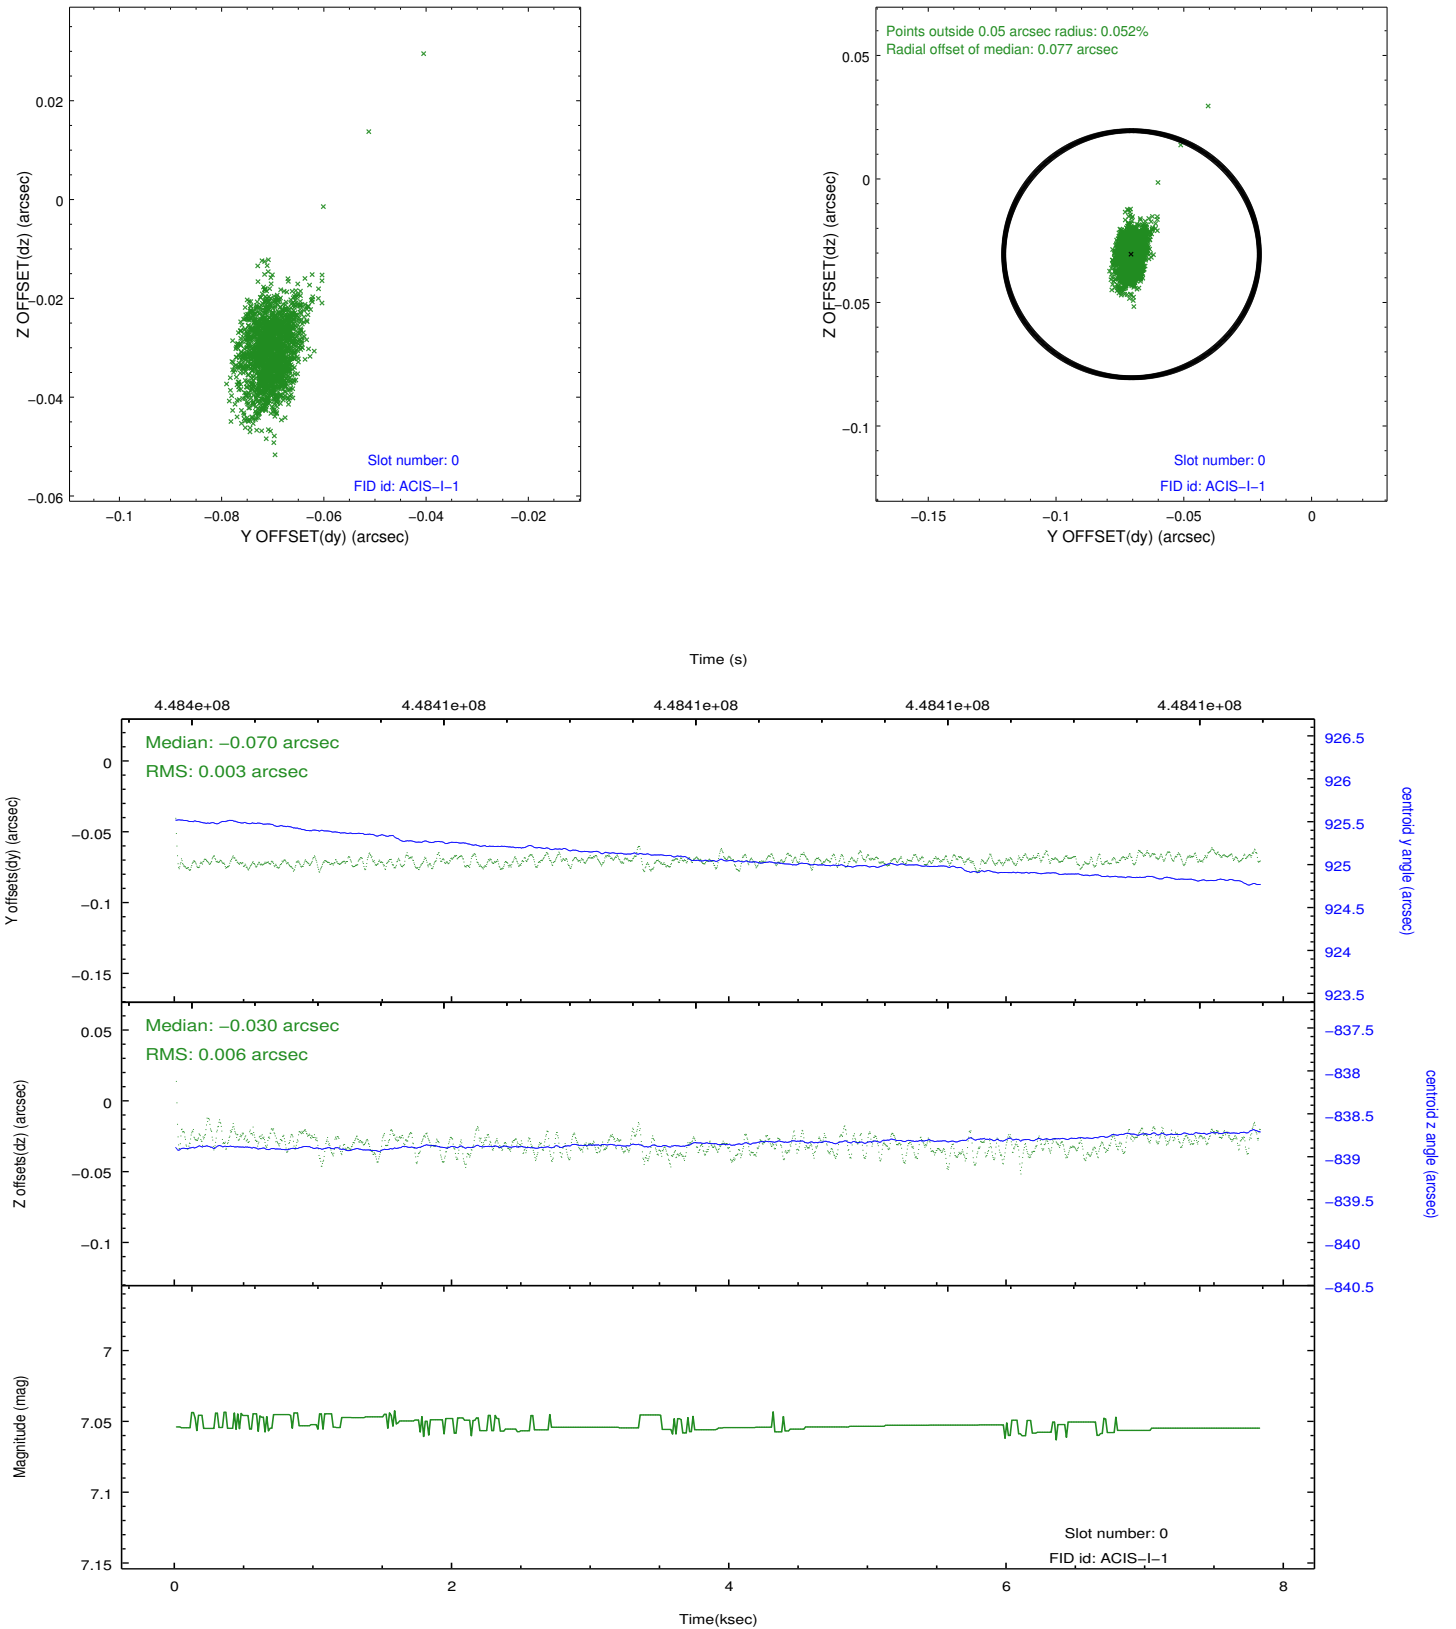 0.02
0
−0.02
−0.04
−0.06
Z OFFSET(dz) (arcsec)
Slot number: 0
FID id: ACIS−I−1
−0.1
−0.08
−0.06
−0.04
−0.02
Y OFFSET(dy) (arcsec)
Points outside 0.05 arcsec radius: 0.052%
Radial offset of median: 0.077 arcsec
0.05
0
−0.05
−0.1
Z OFFSET(dz) (arcsec)
Slot number: 0
FID id: ACIS−I−1
−0.15
−0.1
−0.05
0
Y OFFSET(dy) (arcsec)
Time (s)
4.484e+08
4.4841e+08
4.4841e+08
4.4841e+08
4.4841e+08
Median: −0.070 arcsec
RMS: 0.003 arcsec
0
−0.05
−0.1
−0.15
Y offsets(dy) (arcsec)
926.5
926
925.5
925
924.5
924
923.5
centroid y angle (arcsec)
Median: −0.030 arcsec
RMS: 0.006 arcsec
0.05
0
−0.05
−0.1
Z offsets(dz) (arcsec)
−837.5
−838
−838.5
−839
−839.5
−840
−840.5
centroid z angle (arcsec)
7
7.05
7.1
7.15
Magnitude (mag)
Slot number: 0
FID id: ACIS−I−1
0
2
4
6
8
Time(ksec)